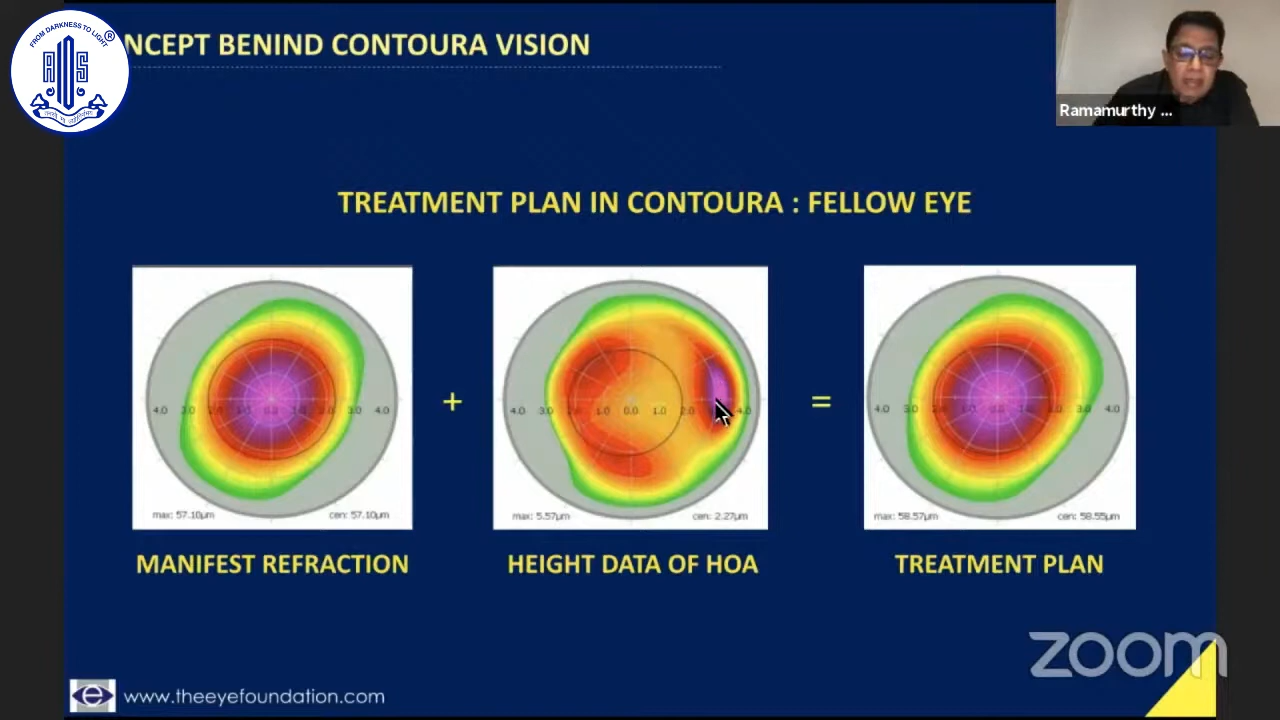 FROM DARKNESS TO LIGHT
®
AIOS
NCEPT BENIND CONTOURA VISION
Ramamurthy ...
TREATMENT PLAN IN CONTOURA : FELLOW EYE
4.0 3.0 2.0 1.0 0.0 1.0 2.0 3.0 4.0
max: 57.10µm cen: 57.10µm
+
4.0 3.0 2.0 1.0 0.0 1.0 2.0 4.0
max: 5.57µm cen: 2.27µm
=
4.0 3.0 2.0 1.0 0.0 1.0 2.0 3.0 4.0
max: 58.57µm cen: 58.55µm
MANIFEST REFRACTION
HEIGHT DATA OF HOA
TREATMENT PLAN
zoom
e
www.theeyefoundation.com